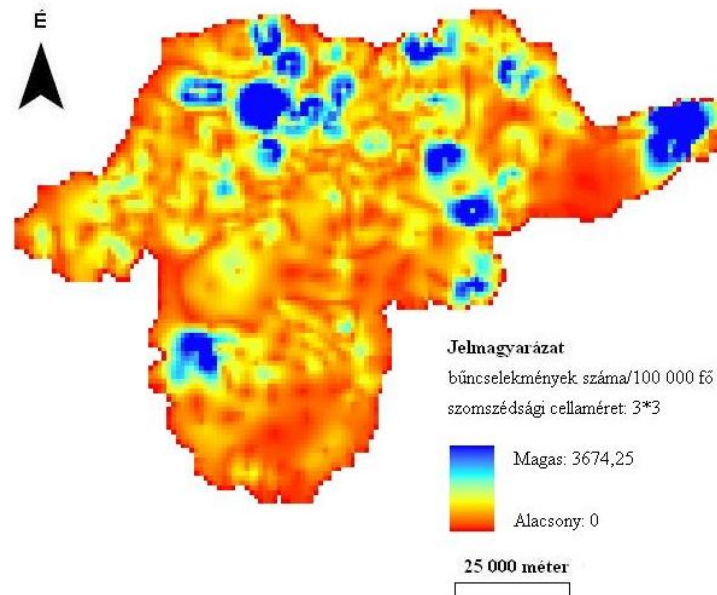 É
Jelmagyarázat
bűncselekmények száma/100 000 fő
szomszédsági cellaméret: 3*3
Magas: 3674,25
Alacsony: 0
25 000 méter